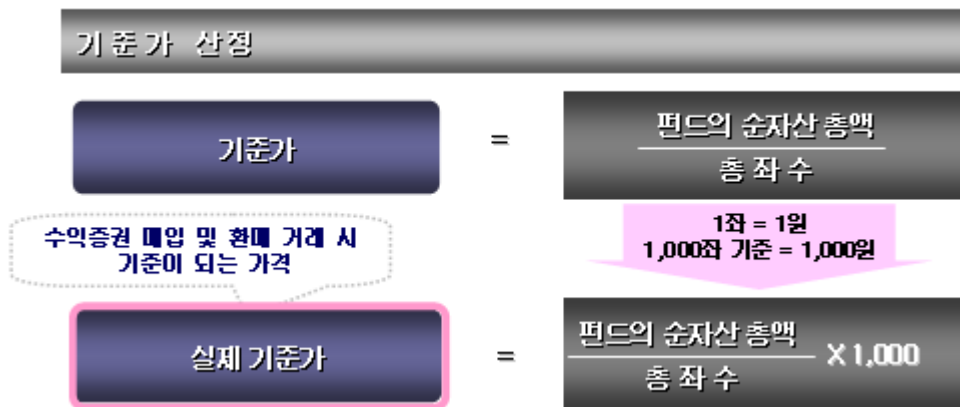 기준가 산정
기준가
=
펀드의 순자산 총액
총 좌 수
수익증권 매입 및 환매 거래 시
기준이 되는 가격
1좌 = 1원
1,000좌 기준 = 1,000원
실제 기준가
=
펀드의 순자산 총액
총 좌 수
X 1,000